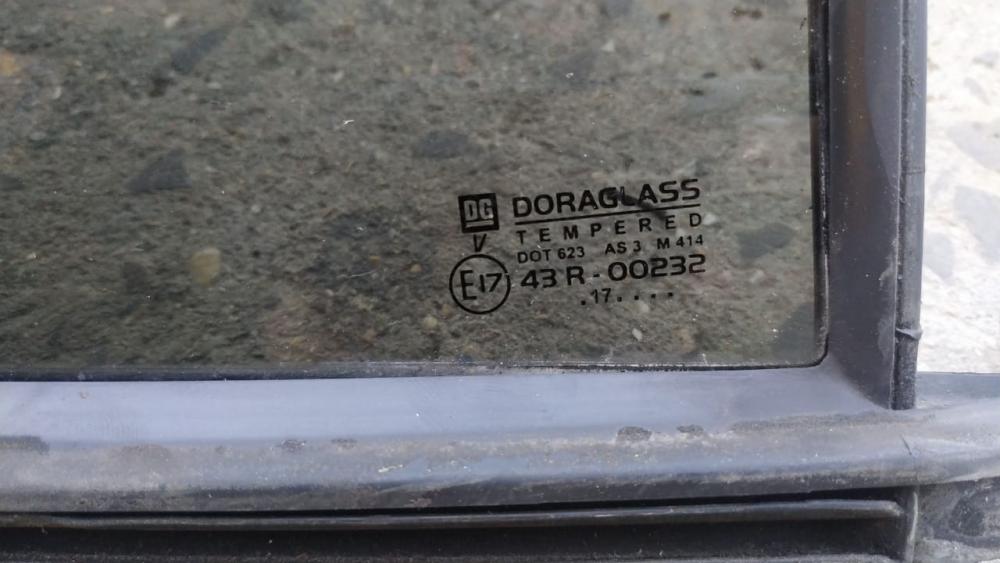 DG DORAGLASS
TEMPERED
V DOT 623 AS 3 M 414
E17 43 R - 00232
.17....